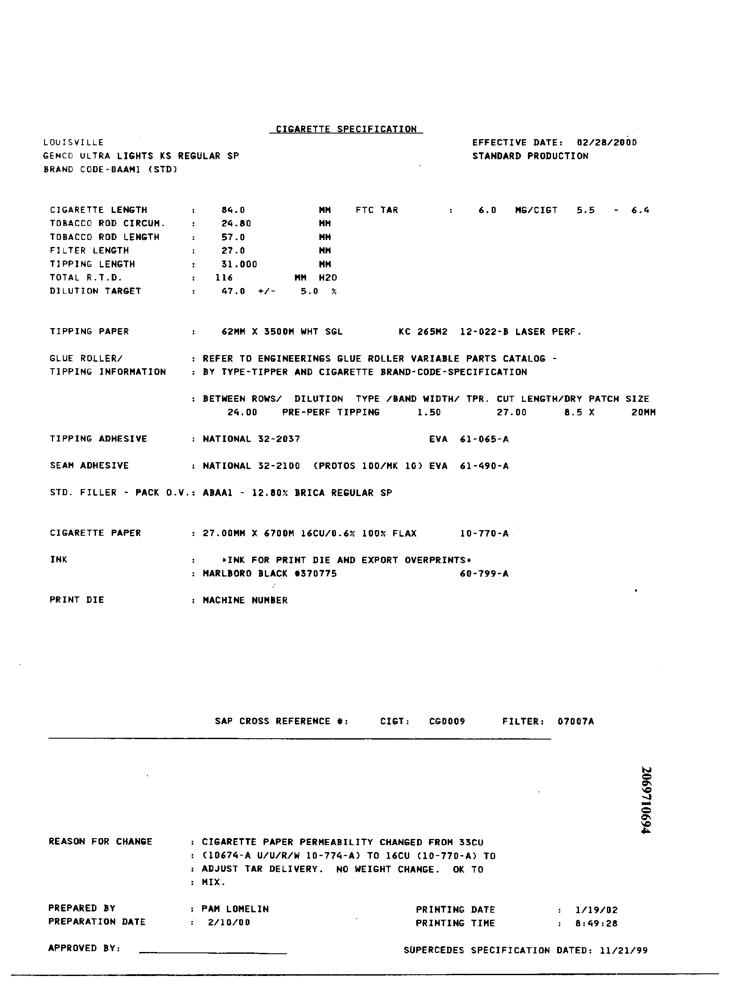 CIGARETTE SPECIFICATION
LOUISVILLE EFFECTIVE DATE: 02/28/2000
GENCO ULTRA LIGHTS KS REGULAR SP STANDARD PRODUCTION
BRAND CODE-0AAM1 (STD)
CIGARETTE LENGTH : 84.0 MM FTC TAR : 6.0 MG/CIGT 5.5 - 6.4
TOBACCO ROD CIRCUM. : 24.80 MM
TOBACCO ROD LENGTH : 57.0 MM
FILTER LENGTH : 27.0 MM
TIPPING LENGTH : 31.000 MM
TOTAL R.T.D. : 116 MM H2O
DILUTION TARGET : 47.0 +/- 5.0 %
TIPPING PAPER : 62MM X 3500M WHT SGL KC 265M2 12-022-B LASER PERF.
GLUE ROLLER/ : REFER TO ENGINEERINGS GLUE ROLLER VARIABLE PARTS CATALOG -
TIPPING INFORMATION : BY TYPE-TIPPER AND CIGARETTE BRAND-CODE-SPECIFICATION
: BETWEEN ROWS/ DILUTION TYPE /BAND WIDTH/ TPR. CUT LENGTH/DRY PATCH SIZE
24.00 PRE-PERF TIPPING 1.50 27.00 8.5 X 20MM
TIPPING ADHESIVE : NATIONAL 32-2037 EVA 61-065-A
SEAM ADHESIVE : NATIONAL 32-2100 (PROTOS 100/MK 10) EVA 61-490-A
STD. FILLER - PACK O.V.: ABAA1 - 12.80% BRICA REGULAR SP
CIGARETTE PAPER : 27.00MM X 6700M 16CU/0.6% 100% FLAX 10-770-A
INK : *INK FOR PRINT DIE AND EXPORT OVERPRINTS*
: MARLBORO BLACK #370775 60-799-A
PRINT DIE : MACHINE NUMBER
SAP CROSS REFERENCE #: CIGT: CG0009 FILTER: 07007A
2069710694
REASON FOR CHANGE : CIGARETTE PAPER PERMEABILITY CHANGED FROM 33CU
: (10674-A U/U/R/W 10-774-A) TO 16CU (10-770-A) TO
: ADJUST TAR DELIVERY. NO WEIGHT CHANGE. OK TO
: MIX.
PREPARED BY : PAM LOMELIN PRINTING DATE : 1/19/02
PREPARATION DATE : 2/10/00 PRINTING TIME : 8:49:28
APPROVED BY: SUPERCEDES SPECIFICATION DATED: 11/21/99